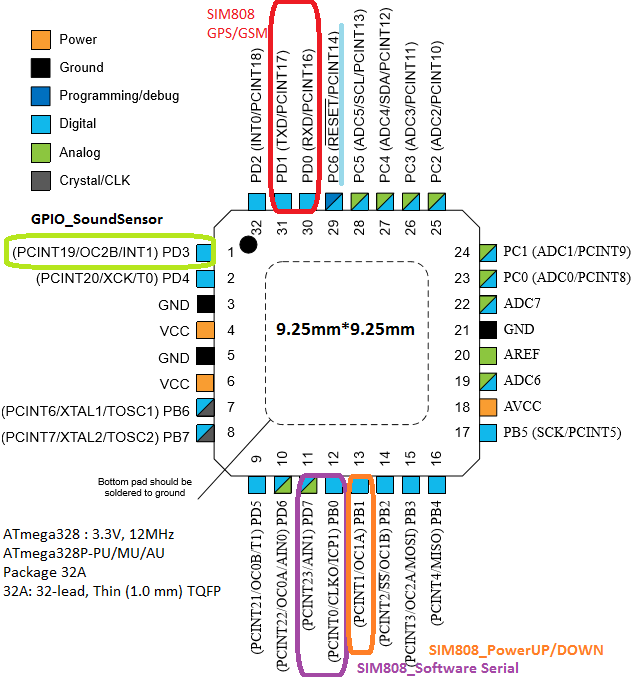 SIM808
GPS/GSM
Power
Ground
Programming/debug
Digital
Analog
Crystal/CLK
PD2 (INT0/PCINT18)
PD1 (TXD/PCINT17)
PD0 (RXD/PCINT16)
PC6 (RESET/PCINT14)
PC5 (ADC5/SCL/PCINT13)
PC4 (ADC4/SDA/PCINT12)
PC3 (ADC3/PCINT11)
PC2 (ADC2/PCINT10)
32
31
30
29
28
27
26
25
GPIO_SoundSensor
(PCINT19/OC2B/INT1) PD3 1
(PCINT20/XCK/T0) PD4 2
GND 3
VCC 4
GND 5
VCC 6
(PCINT6/XTAL1/TOSC1) PB6 7
(PCINT7/XTAL2/TOSC2) PB7 8
9.25mm*9.25mm
24 PC1 (ADC1/PCINT9)
23 PC0 (ADC0/PCINT8)
22 ADC7
21 GND
20 AREF
19 ADC6
18 AVCC
17 PB5 (SCK/PCINT5)
9
10
11
12
13
14
15
16
(PCINT21/OC0B/T1) PD5
(PCINT22/OC0A/AIN0) PD6
(PCINT23/AIN1) PD7
(PCINT0/CLKO/ICP1) PB0
(PCINT1/OC1A) PB1
(PCINT2/SS/OC1B) PB2
(PCINT3/OC2A/MOSI) PB3
(PCINT4/MISO) PB4
Bottom pad should be
soldered to ground
ATmega328 : 3.3V, 12MHz
ATmega328P-PU/MU/AU
Package 32A
32A: 32-lead, Thin (1.0 mm) TQFP
SIM808_PowerUP/DOWN
SIM808_Software Serial